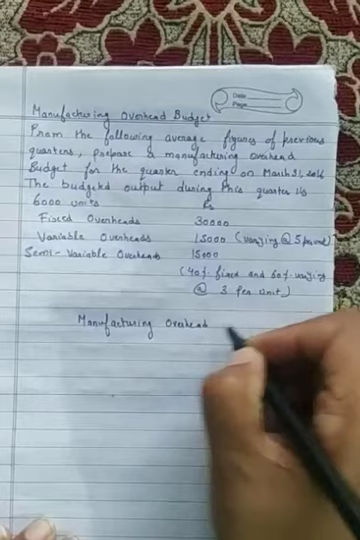 Date
Page
Manufacturing Overhead Budget
From the following average figures of previous
quarters, prepare a manufacturing overhead
Budget for the quarter ending on March 31, 2016
The budgeted output during this quarter is
6000 units Rs
Fixed Overheads 30000
Variable Overheads 15000 (varying @ 5 per unit)
Semi-Variable Overheads 15000
(40% fixed and 60% varying
@ 3 per unit)
Manufacturing Overhead